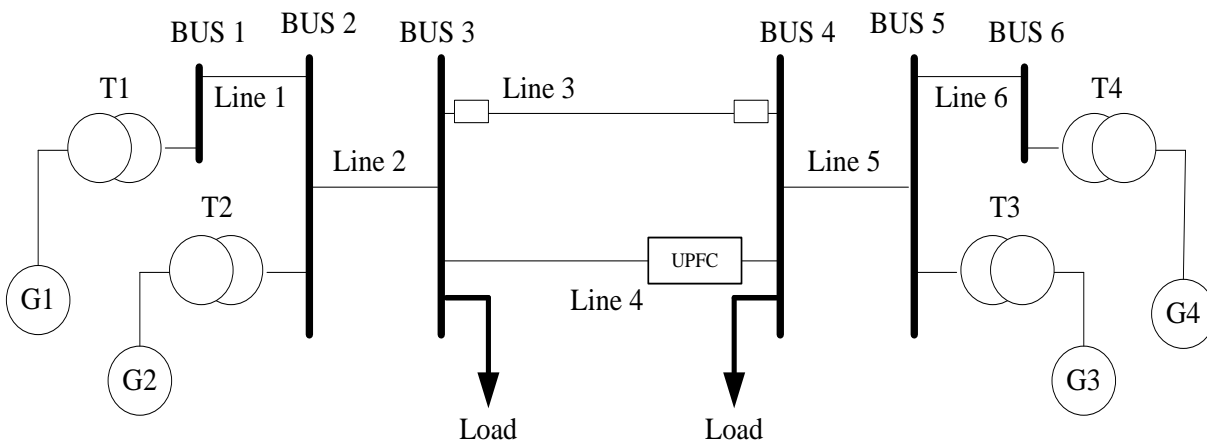 BUS 1
BUS 2
BUS 3
BUS 4
BUS 5
BUS 6
T1
Line 1
Line 3
Line 6
T4
Line 2
Line 5
T2
T3
UPFC
G1
Line 4
G4
G2
G3
Load
Load